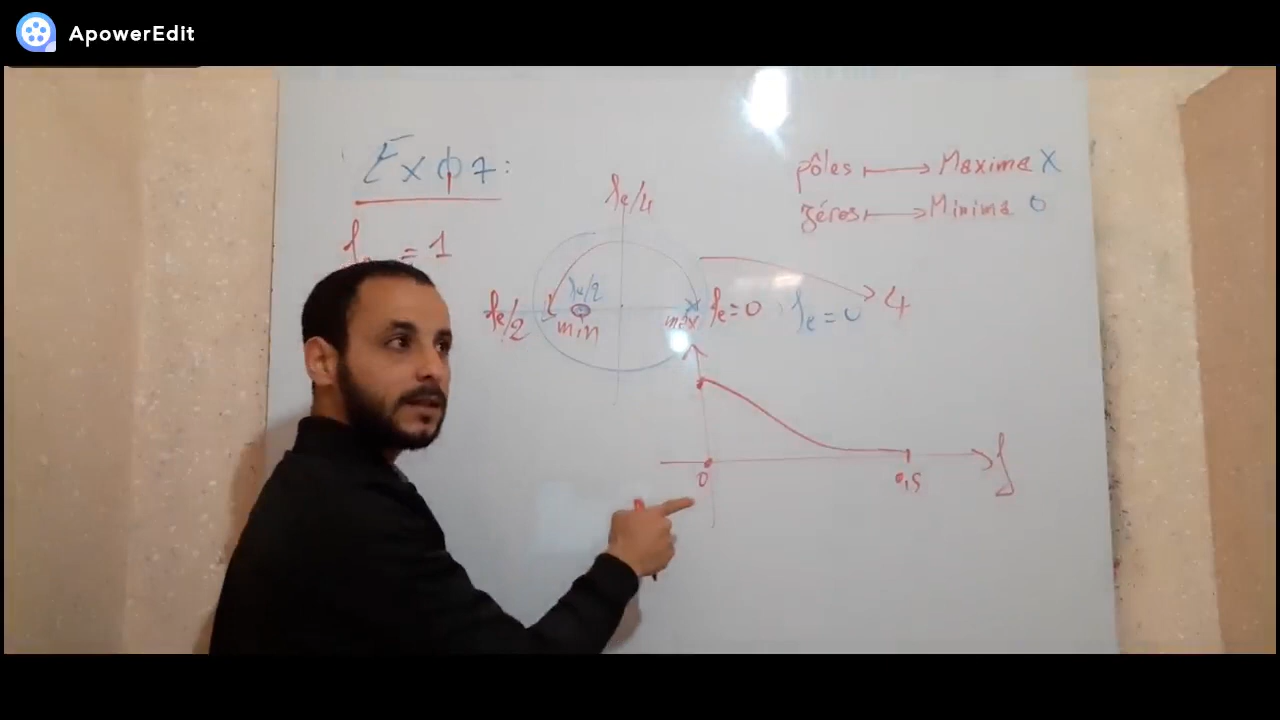 ApowerEdit
Ex 07:
fe = 1
pôles → Maxima X
zéros → Minima O
fe/4
fe/2
fe/2
min
max
fe=0
fe=0
4
0
0,5
f